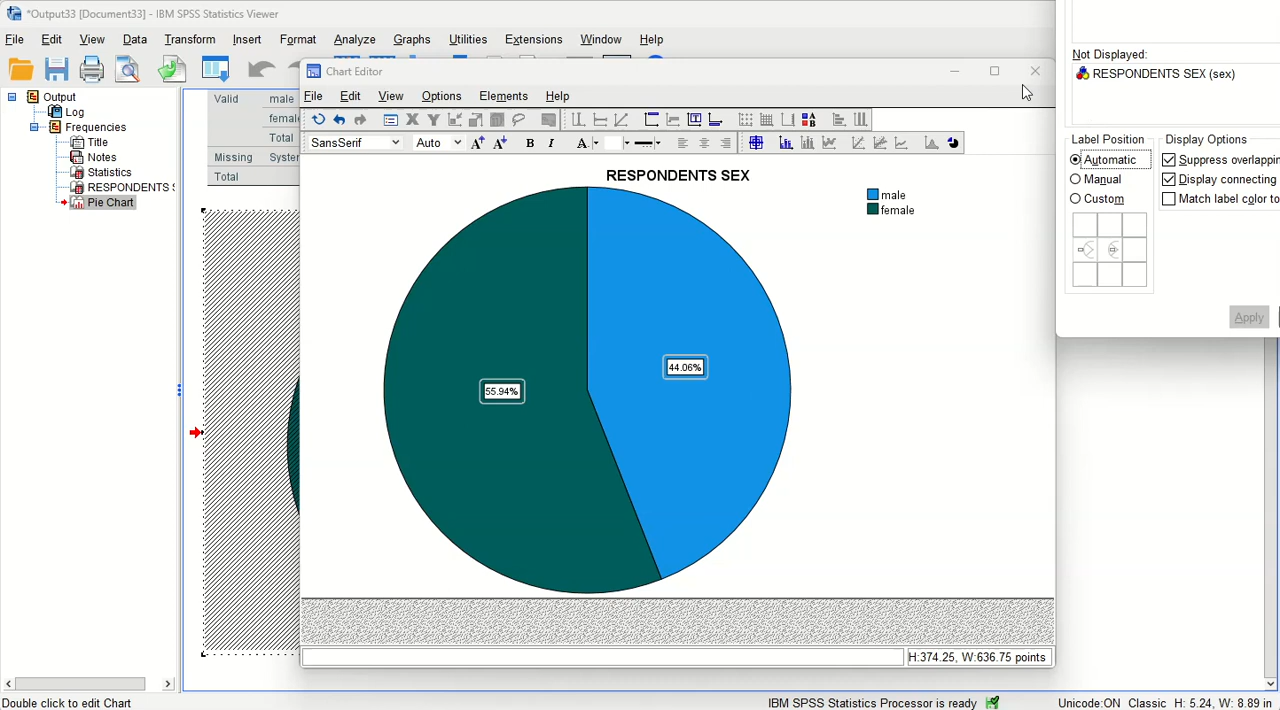 *Output33 [Document33] - IBM SPSS Statistics Viewer
File Edit View Data Transform Insert Format Analyze Graphs Utilities Extensions Window Help
Output
Log
Frequencies
Title
Notes
Statistics
RESPONDENTS S
Pie Chart
Valid male
female
Total
Missing System
Total
Chart Editor
File Edit View Options Elements Help
SansSerif Auto
RESPONDENTS SEX
male
female
44.06%
55.94%
H:374.25, W:636.75 points
Not Displayed:
RESPONDENTS SEX (sex)
Label Position
Automatic
Manual
Custom
Display Options
Suppress overlappin
Display connecting
Match label color to
Apply
Double click to edit Chart
IBM SPSS Statistics Processor is ready
Unicode:ON Classic H: 5.24, W: 8.89 in